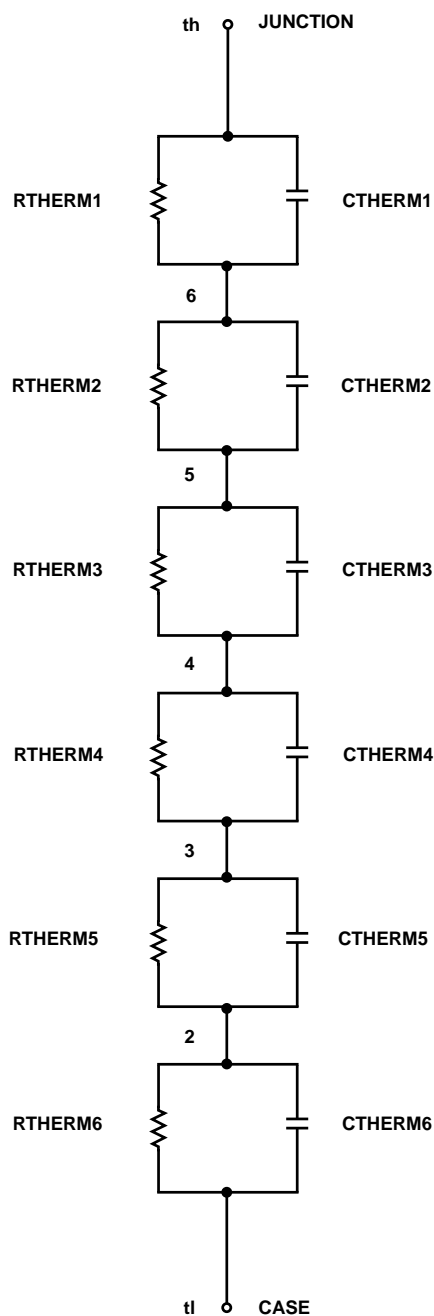 th JUNCTION
RTHERM1 CTHERM1
6
RTHERM2 CTHERM2
5
RTHERM3 CTHERM3
4
RTHERM4 CTHERM4
3
RTHERM5 CTHERM5
2
RTHERM6 CTHERM6
tl CASE